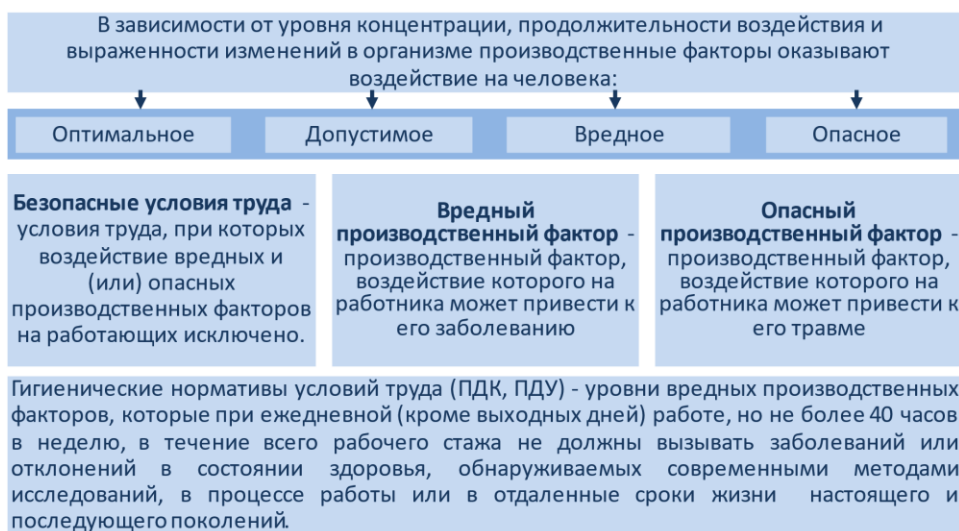 В зависимости от уровня концентрации, продолжительности воздействия и
выраженности изменений в организме производственные факторы оказывают
воздействие на человека:
Оптимальное
Допустимое
Вредное
Опасное
Безопасные условия труда -
условия труда, при которых
воздействие вредных и
(или) опасных
производственных факторов
на работающих исключено.
Вредный
производственный фактор -
производственный фактор,
воздействие которого на
работника может привести к
его заболеванию
Опасный
производственный фактор -
производственный фактор,
воздействие которого на
работника может привести к
его травме
Гигиенические нормативы условий труда (ПДК, ПДУ) - уровни вредных производственных
факторов, которые при ежедневной (кроме выходных дней) работе, но не более 40 часов
в неделю, в течение всего рабочего стажа не должны вызывать заболеваний или
отклонений в состоянии здоровья, обнаруживаемых современными методами
исследований, в процессе работы или в отдаленные сроки жизни настоящего и
последующего поколений.